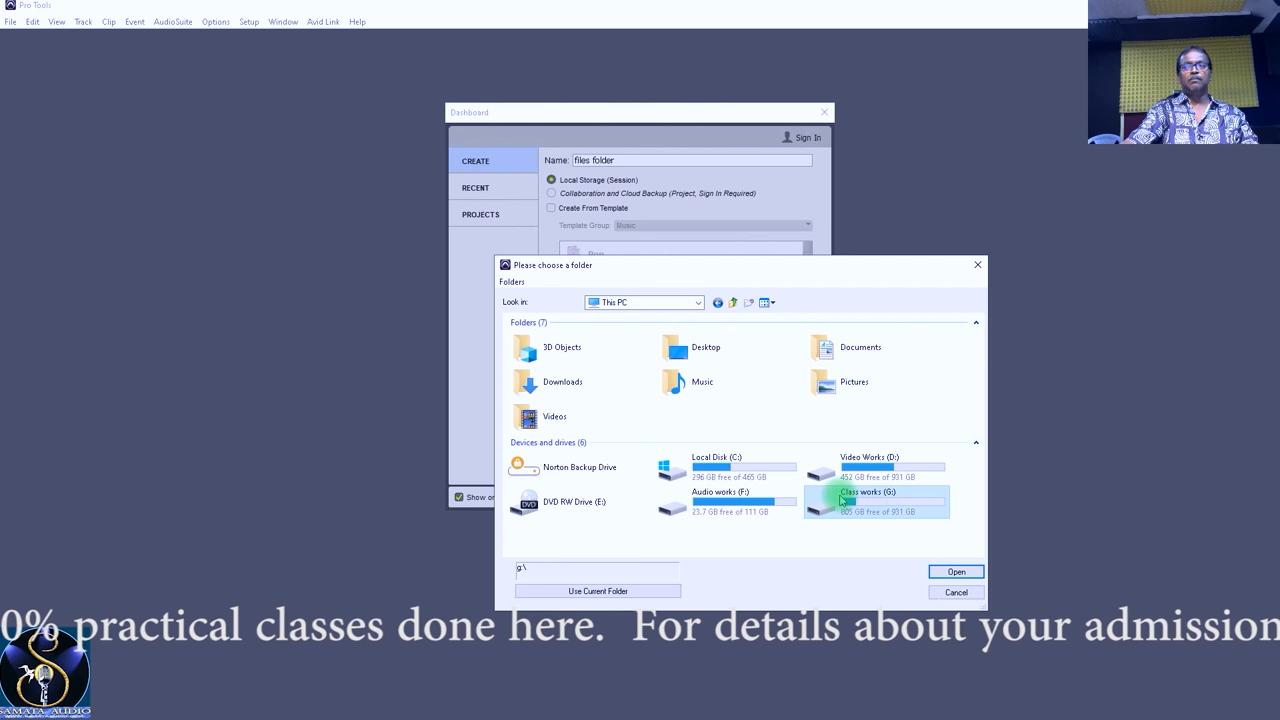 Pro Tools
File Edit View Track Clip Event AudioSuite Options Setup Window Avid Link Help
Dashboard
Sign In
CREATE
RECENT
PROJECTS
Name: files folder
Local Storage (Session)
Collaboration and Cloud Backup (Project, Sign In Required)
Create From Template
Template Group: Music
Pop
Please choose a folder
Folders
Look in: This PC
Folders (7)
3D Objects Desktop Documents
Downloads Music Pictures
Videos
Devices and drives (6)
Norton Backup Drive
Local Disk (C:)
296 GB free of 465 GB
Video Works (D:)
452 GB free of 931 GB
DVD RW Drive (E:)
DVD
Audio works (F:)
23.7 GB free of 111 GB
Class works (G:)
805 GB free of 931 GB
Show on
g:\
Open
Use Current Folder
Cancel
0% practical classes done here. For details about your admission
SAMATA AUDIO